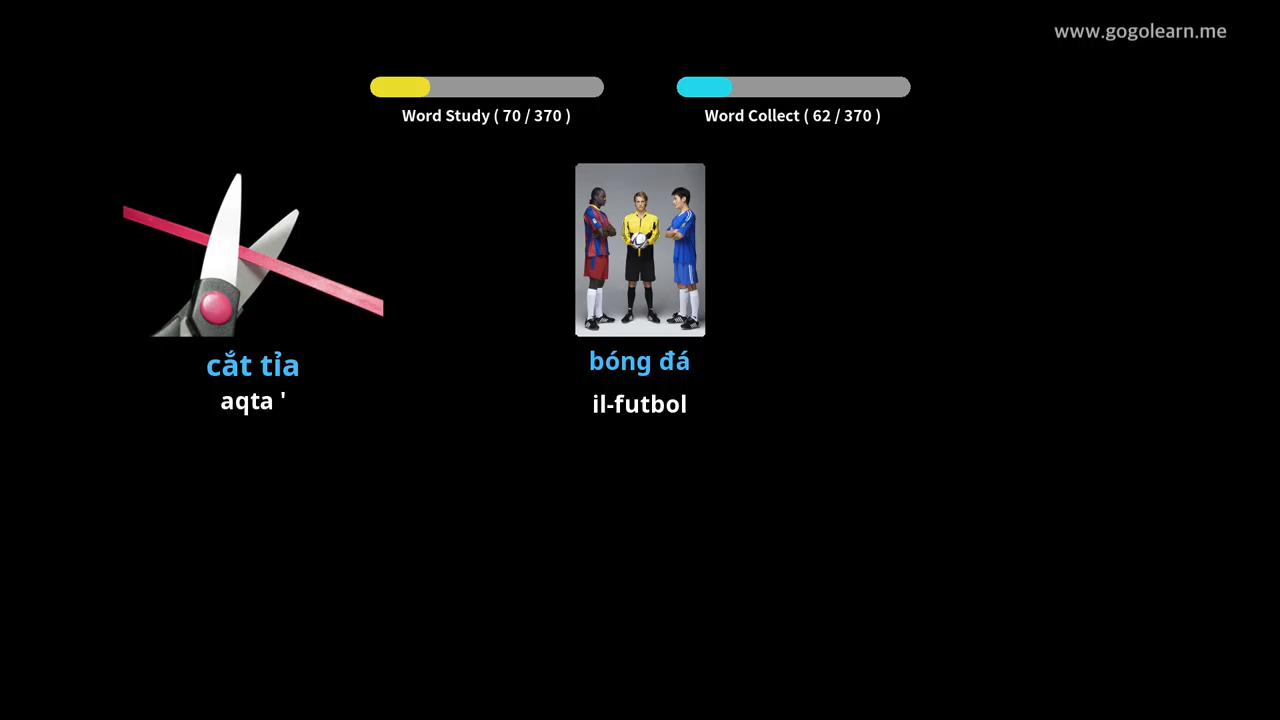 www.gogolearn.me
Word Study ( 70 / 370 )
Word Collect ( 62 / 370 )
cắt tỉa
aqta '
bóng đá
il-futbol